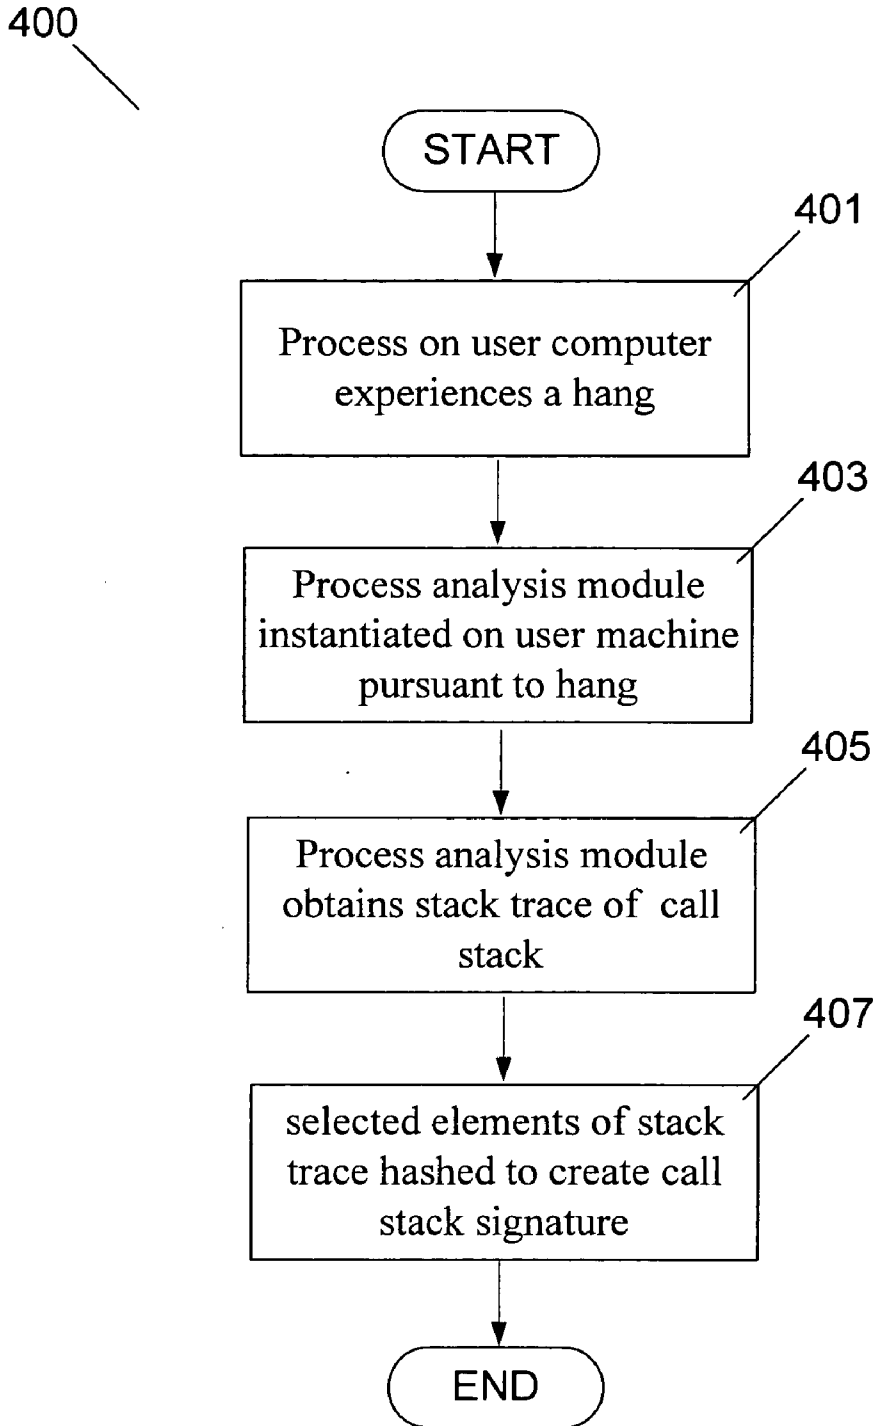 400
START
401
Process on user computer
experiences a hang
403
Process analysis module
instantiated on user machine
pursuant to hang
405
Process analysis module
obtains stack trace of call
stack
407
selected elements of stack
trace hashed to create call
stack signature
END